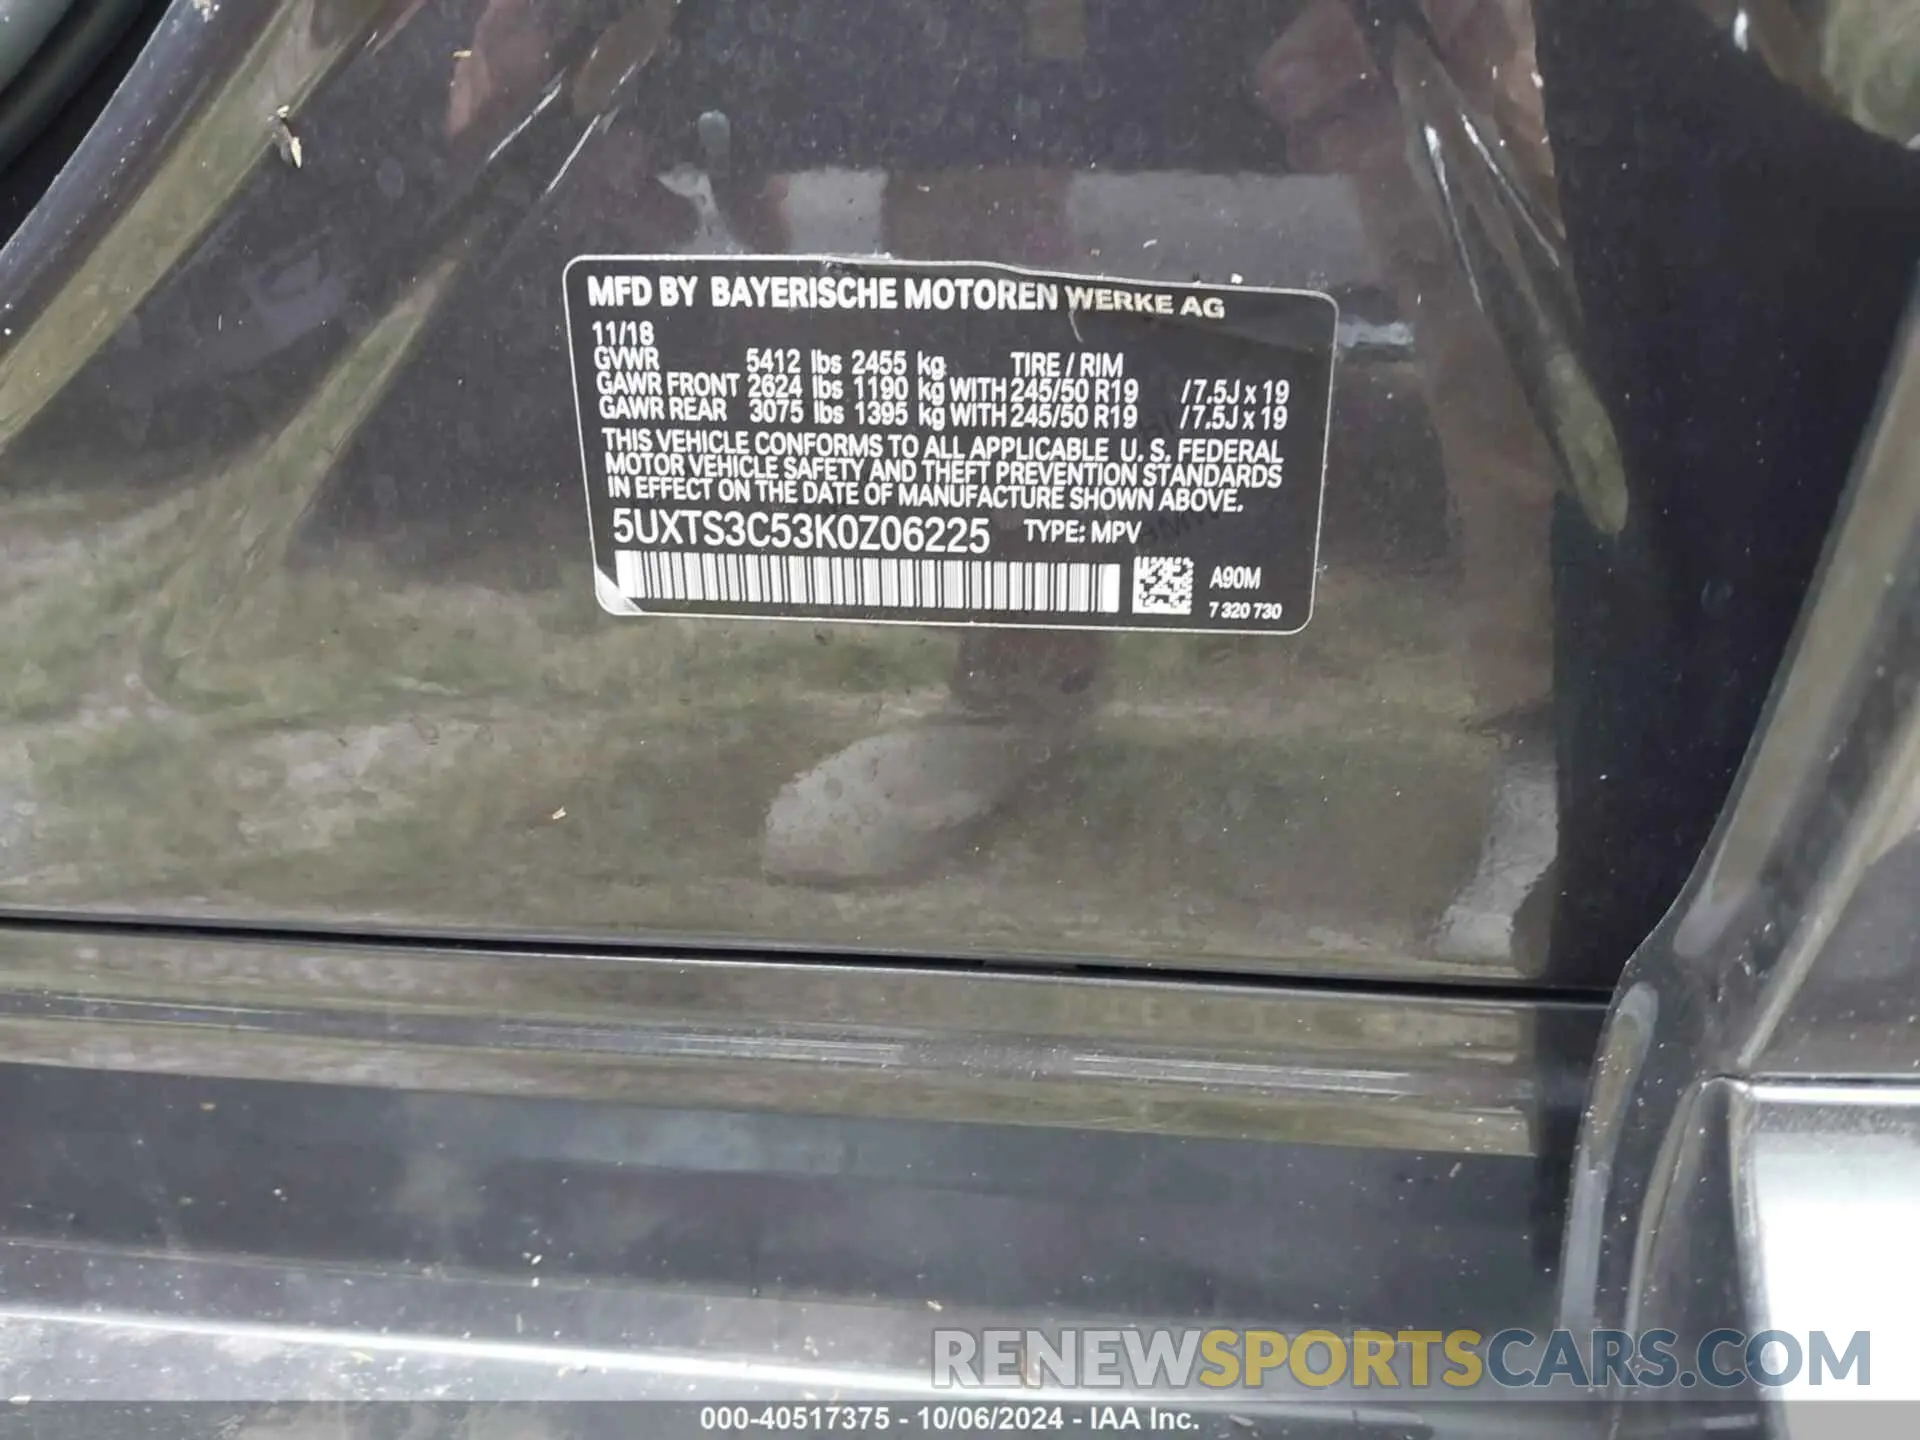 MFD BY BAYERISCHE MOTOREN WERKE AG
11/18
GVWR 5412 lbs 2455 kg TIRE / RIM
GAWR FRONT 2624 lbs 1190 kg WITH 245/50 R19 /7.5J x 19
GAWR REAR 3075 lbs 1395 kg WITH 245/50 R19 /7.5J x 19
THIS VEHICLE CONFORMS TO ALL APPLICABLE U. S. FEDERAL
MOTOR VEHICLE SAFETY AND THEFT PREVENTION STANDARDS
IN EFFECT ON THE DATE OF MANUFACTURE SHOWN ABOVE.
5UXTS3C53K0Z06225 TYPE: MPV
A90M
7 320 730
RENEWSPORTSCARS.COM
000-40517375 - 10/06/2024 - IAA Inc.